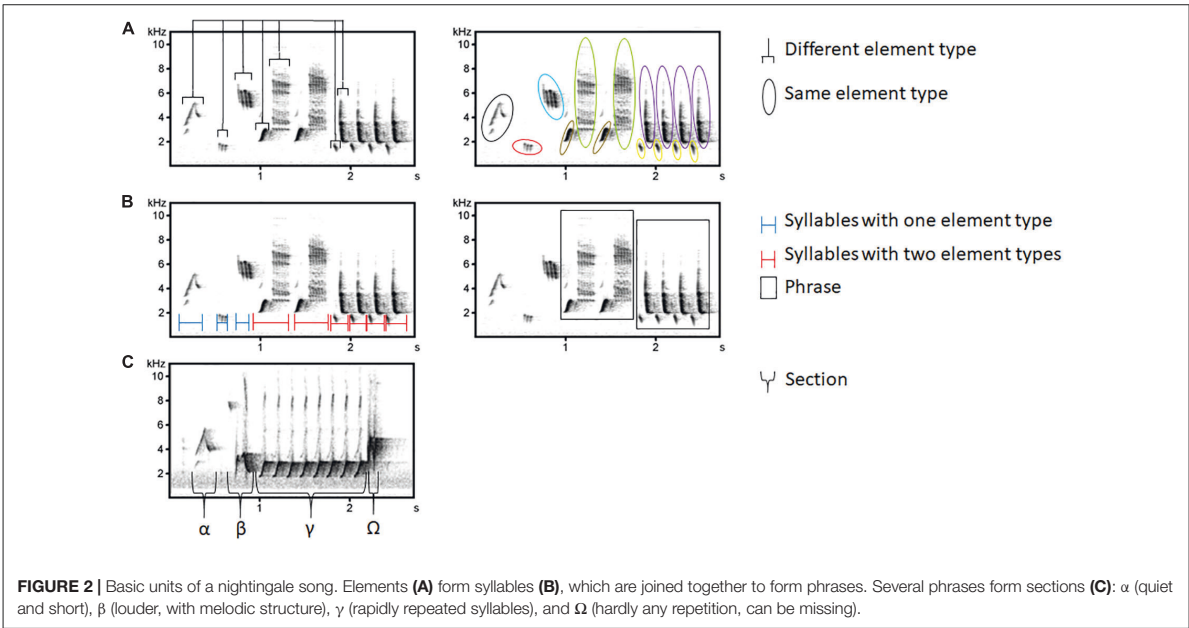 A
kHz
10
8
6
4
2
1
2
s
10
kHz
8
6
4
2
1
2
s
Different element type
Same element type
B
kHz
10
8
6
4
2
1
2
s
kHz
10
8
6
4
2
1
2
s
Syllables with one element type
Syllables with two element types
Phrase
C
kHz
10
8
6
4
2
1
2
s
α
β
γ
Ω
Section
FIGURE 2 | Basic units of a nightingale song. Elements (A) form syllables (B), which are joined together to form phrases. Several phrases form sections (C): α (quiet
and short), β (louder, with melodic structure), γ (rapidly repeated syllables), and Ω (hardly any repetition, can be missing).